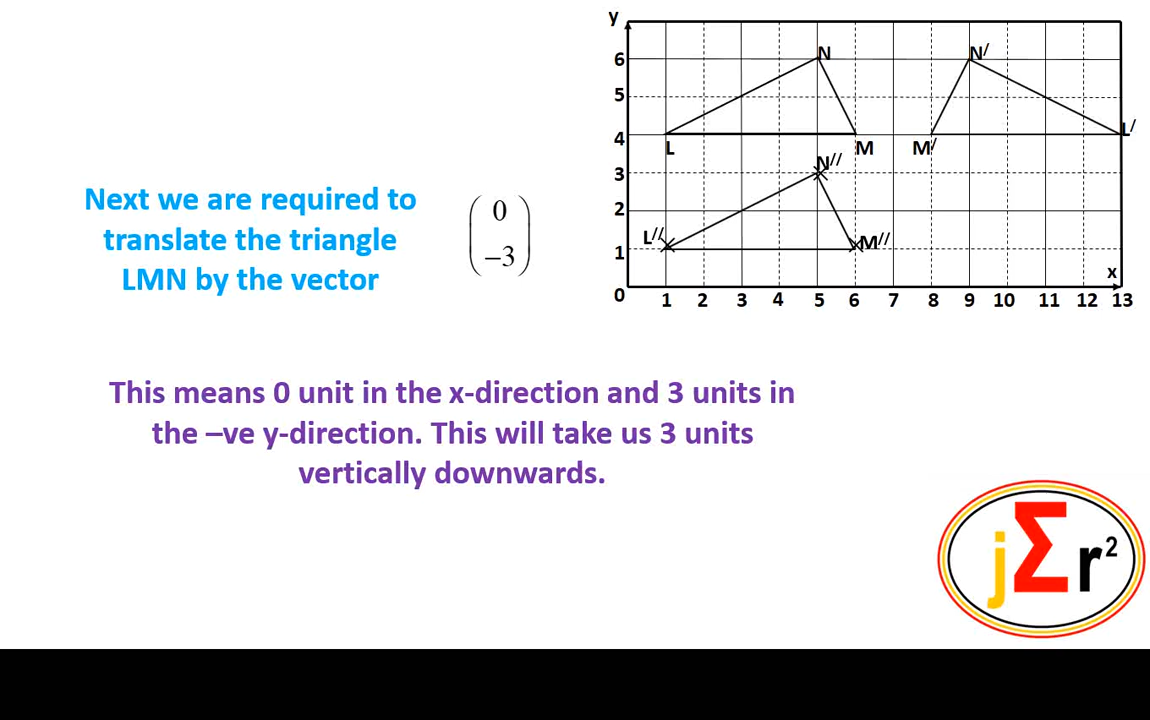 Next we are required to
translate the triangle
LMN by the vector
0
–3
y
6
5
4
3
2
1
0
N
N/
L
M
M/
L/
N//
L//
M//
x
1 2 3 4 5 6 7 8 9 10 11 12 13
This means 0 unit in the x-direction and 3 units in
the –ve y-direction. This will take us 3 units
vertically downwards.
jΣr²